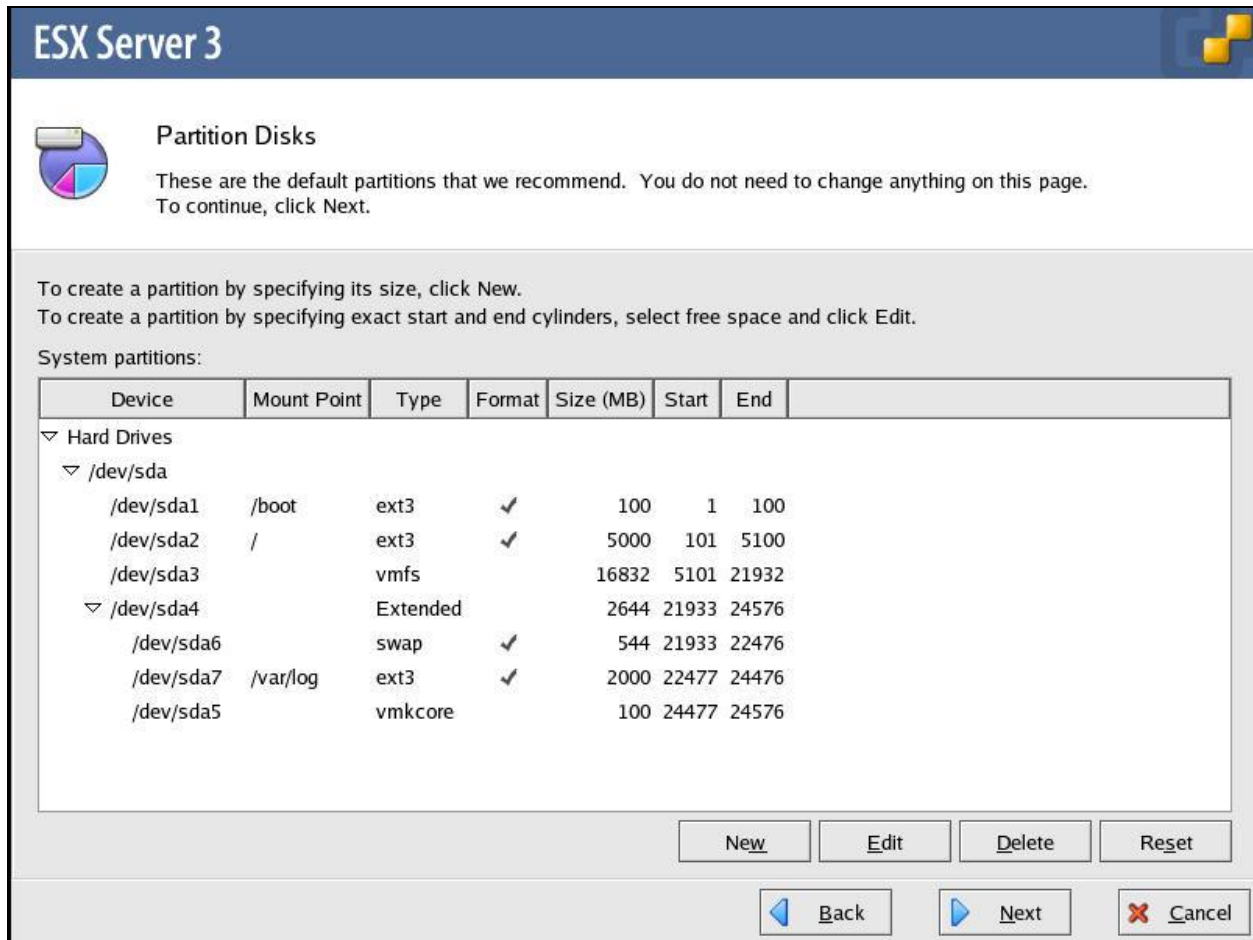 ESX Server 3
Partition Disks
These are the default partitions that we recommend. You do not need to change anything on this page.
To continue, click Next.
To create a partition by specifying its size, click New.
To create a partition by specifying exact start and end cylinders, select free space and click Edit.
System partitions:
Device Mount Point Type Format Size (MB) Start End
Hard Drives
/dev/sda
/dev/sda1 /boot ext3 ✓ 100 1 100
/dev/sda2 / ext3 ✓ 5000 101 5100
/dev/sda3 vmfs 16832 5101 21932
/dev/sda4 Extended 2644 21933 24576
/dev/sda6 swap ✓ 544 21933 22476
/dev/sda7 /var/log ext3 ✓ 2000 22477 24476
/dev/sda5 vmkcore 100 24477 24576
New Edit Delete Reset
Back Next Cancel